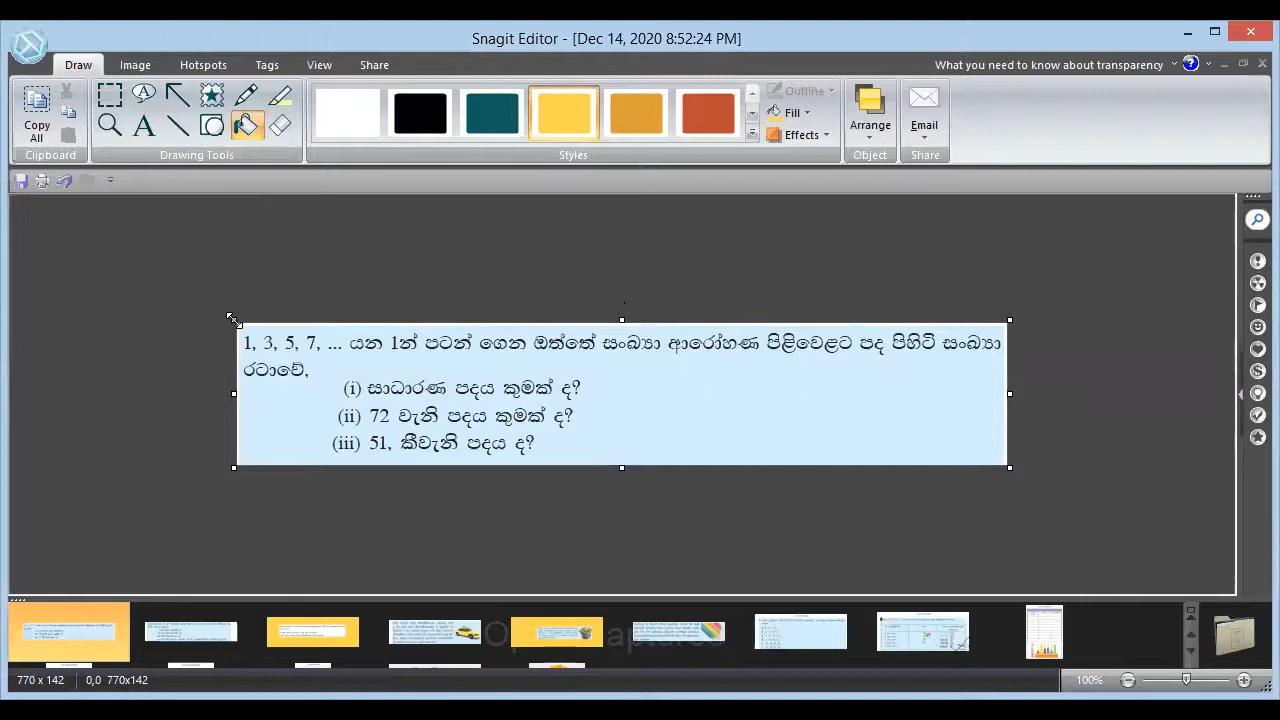 Snagit Editor - [Dec 14, 2020 8:52:24 PM]
Draw Image Hotspots Tags View Share What you need to know about transparency
Copy All
Clipboard
Drawing Tools
Styles
Outline
Fill
Effects
Arrange
Object
Email
Share
1, 3, 5, 7, ... යන 1න් පටන් ගෙන ඔත්තේ සංඛ්‍යා ආරෝහණ පිළිවෙළට පද පිහිටි සංඛ්‍යා
රටාවේ,
(i) සාධාරණ පදය කුමක් ද?
(ii) 72 වැනි පදය කුමක් ද?
(iii) 51, කීවැනි පදය ද?
770 x 142 0,0 770x142 100%